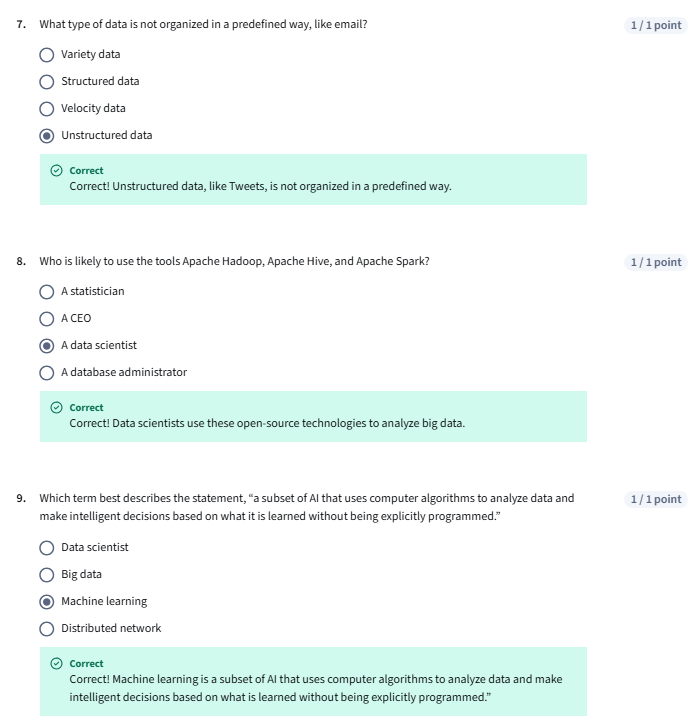 7. What type of data is not organized in a predefined way, like email?
1 / 1 point
Variety data
Structured data
Velocity data
Unstructured data
Correct
Correct! Unstructured data, like Tweets, is not organized in a predefined way.
8. Who is likely to use the tools Apache Hadoop, Apache Hive, and Apache Spark?
1 / 1 point
A statistician
A CEO
A data scientist
A database administrator
Correct
Correct! Data scientists use these open-source technologies to analyze big data.
9. Which term best describes the statement, “a subset of AI that uses computer algorithms to analyze data and
make intelligent decisions based on what it is learned without being explicitly programmed.”
1 / 1 point
Data scientist
Big data
Machine learning
Distributed network
Correct
Correct! Machine learning is a subset of AI that uses computer algorithms to analyze data and make
intelligent decisions based on what is learned without being explicitly programmed.”